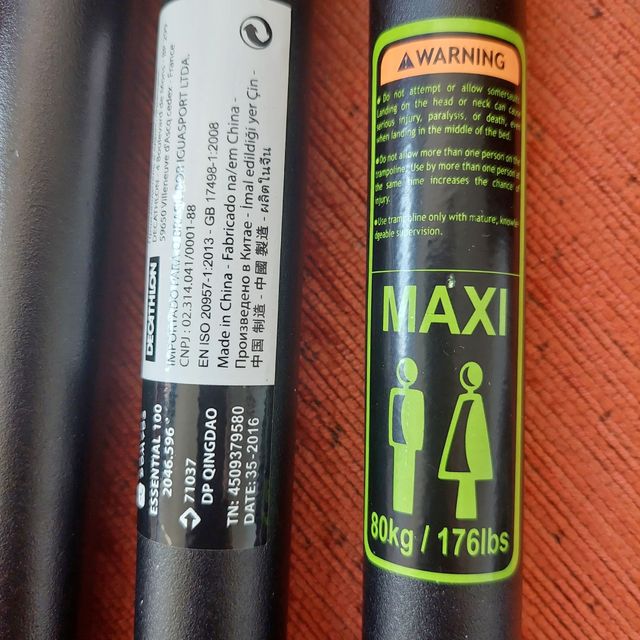 DECATHLON
59650 Villeneuve d'Ascq cedex - France
IGUASPORT LTDA.
CNPJ: 02.314.041/0001-88
EN ISO 20957-1:2013 - GB 17498-1:2008
Made in China - Fabricado na/em China -
Произведено в Китае - Imal edildiği yer Çin -
中国 制造 - 中國 製造 - ผลิตในจีน
ESSENTIAL 100
2046.596
71037
DP QINGDAO
TN: 4509379580
DATE:35-2016
WARNING
Do not attempt or allow somersaults.
Landing on the head or neck can cause
serious injury, paralysis, or death, even
when landing in the middle of the bed.
Do not allow more than one person on the
trampoline. Use by more than one person at
the same time increases the chance of
injury.
Use trampoline only with mature, knowle-
dgeable supervision.
MAXI
80kg / 176lbs